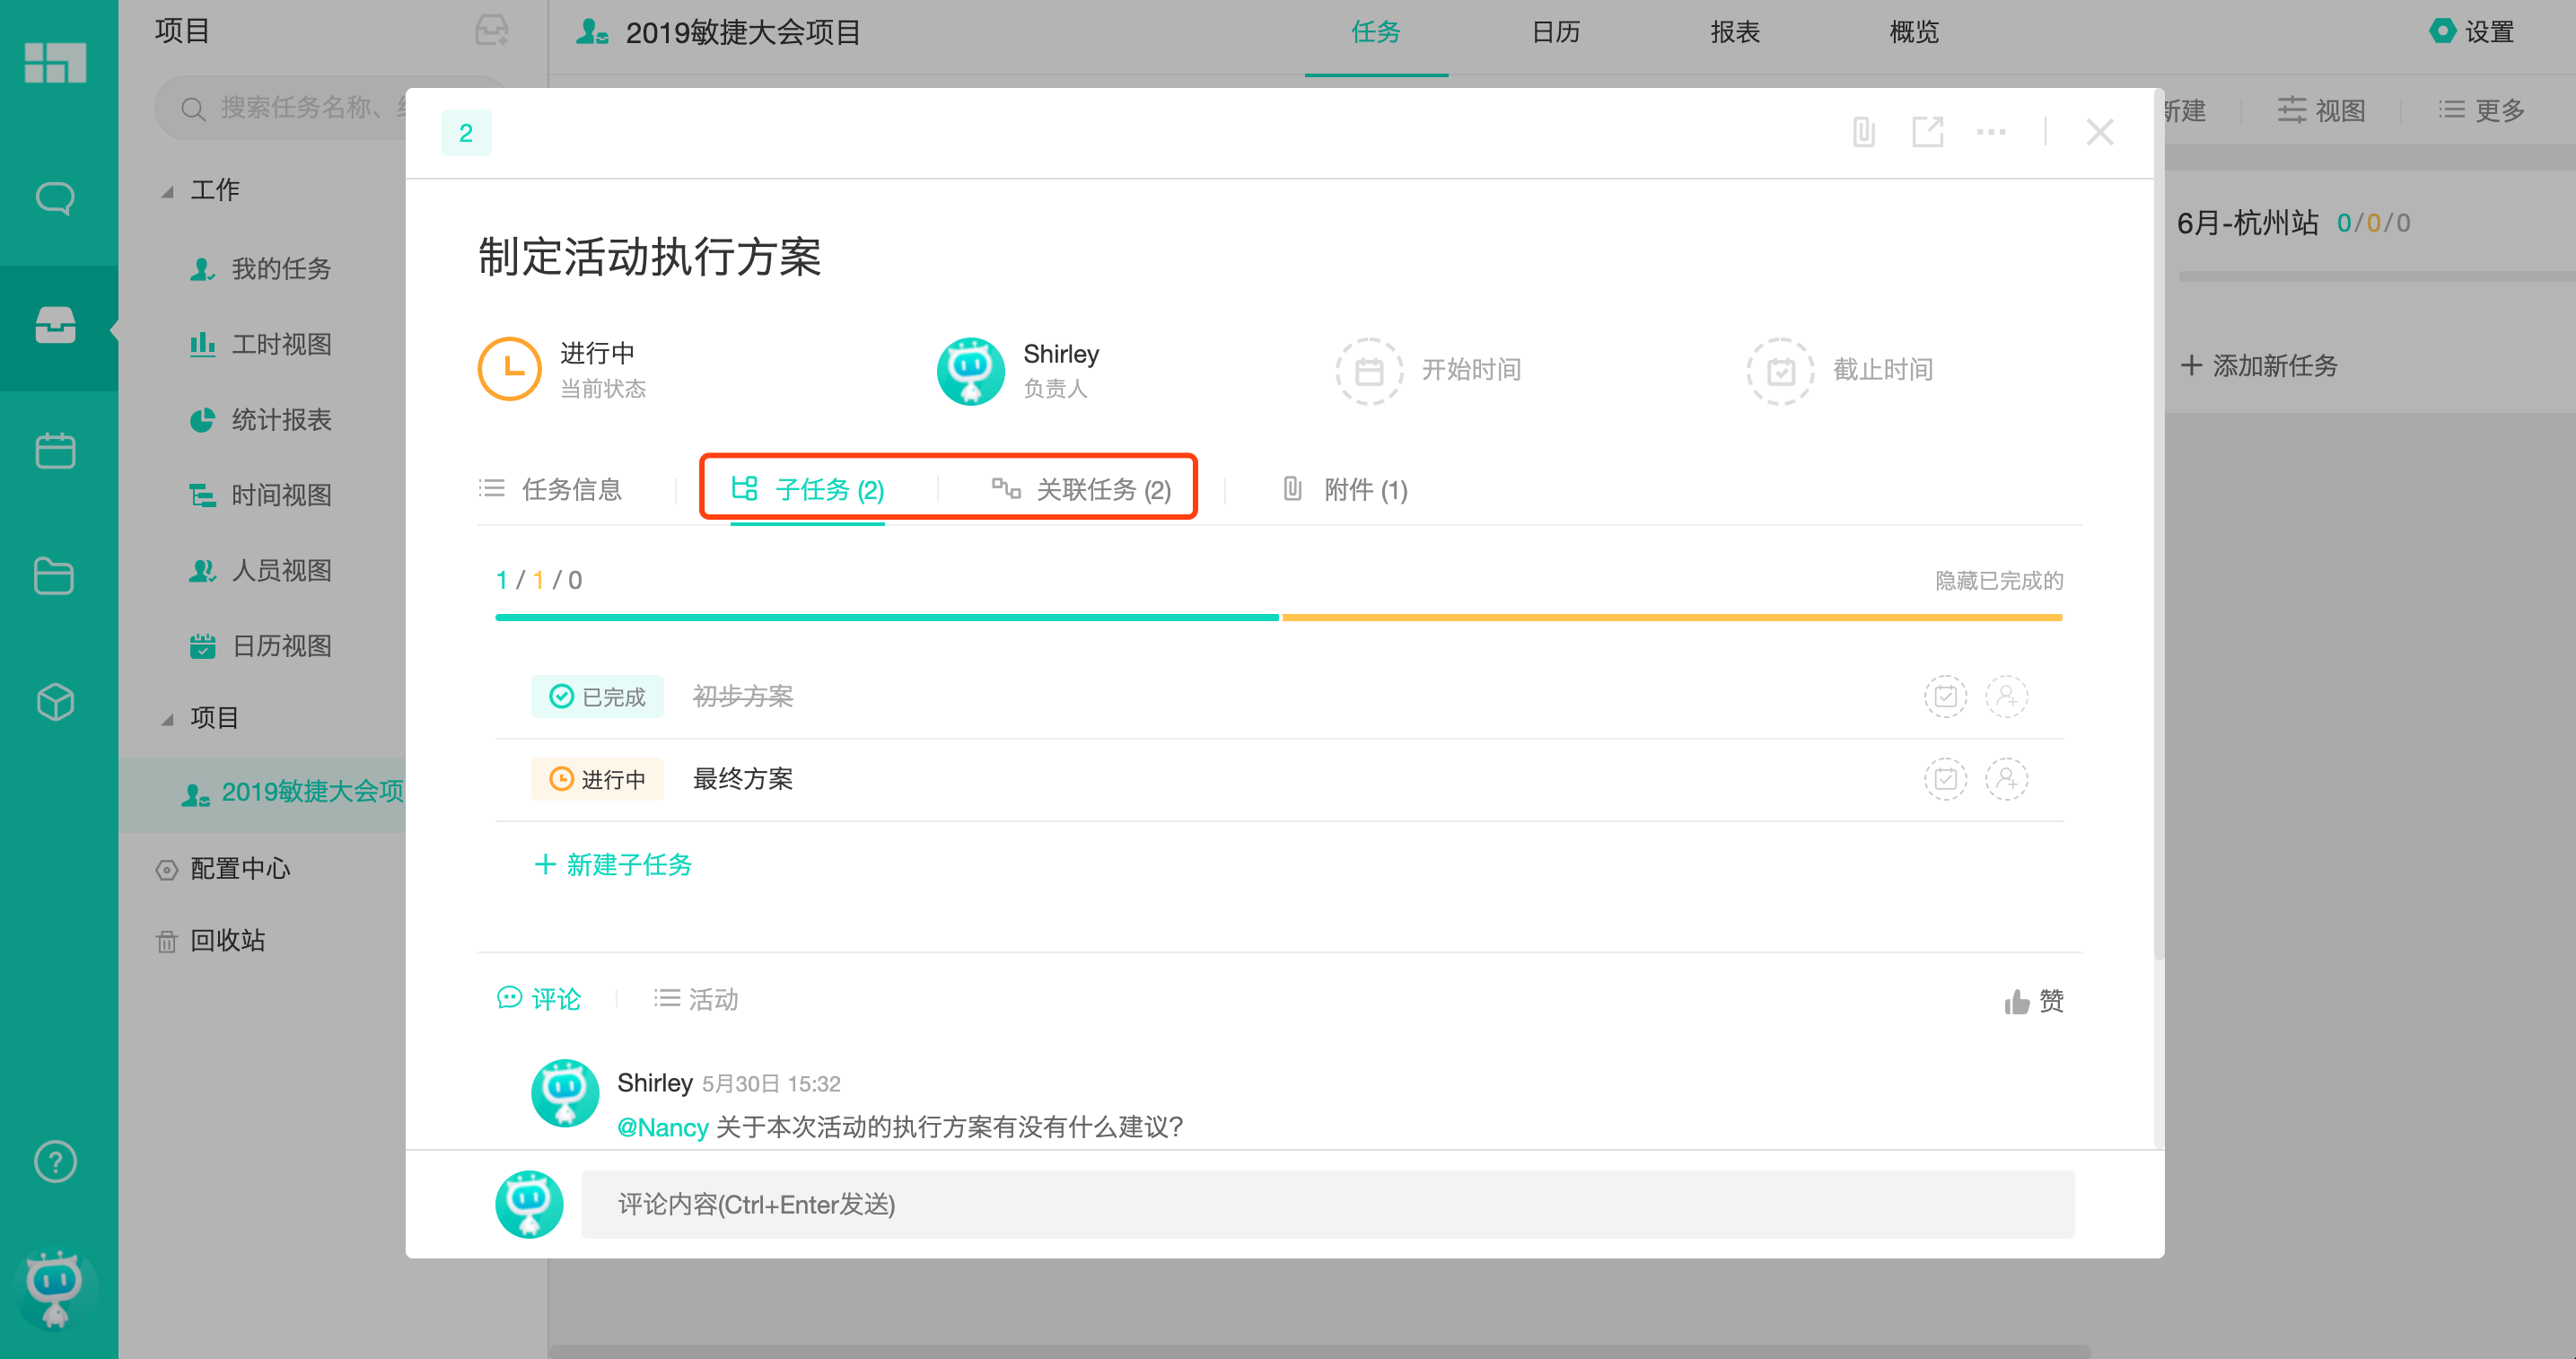 项目
2019敏捷大会项目
任务
日历
报表
概览
设置
搜索任务名称、
新建
视图
更多
工作
我的任务
工时视图
统计报表
时间视图
人员视图
日历视图
项目
2019敏捷大会项
配置中心
回收站
2
制定活动执行方案
进行中
当前状态
Shirley
负责人
开始时间
截止时间
任务信息
子任务 (2)
关联任务 (2)
附件 (1)
1 / 1 / 0
隐藏已完成的
已完成
初步方案
进行中
最终方案
+ 新建子任务
评论
活动
赞
Shirley 5月30日 15:32
@Nancy 关于本次活动的执行方案有没有什么建议?
评论内容(Ctrl+Enter发送)
6月-杭州站 0/0/0
+ 添加新任务